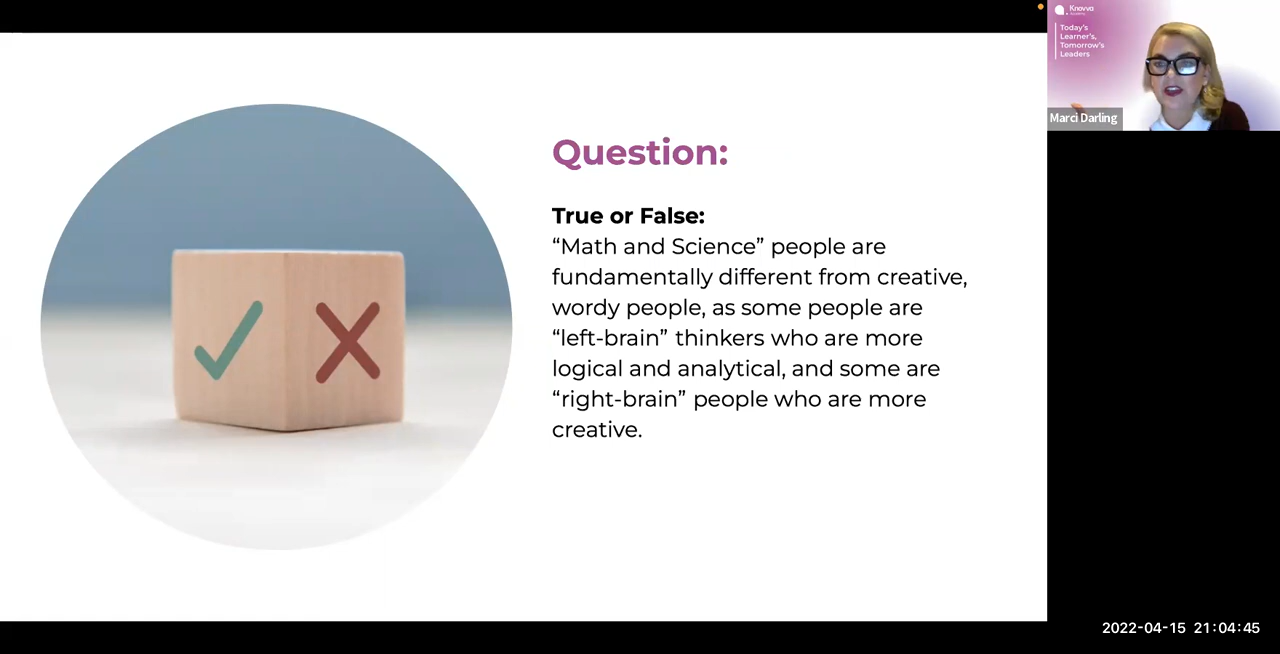 Question:
True or False:
“Math and Science” people are
fundamentally different from creative,
wordy people, as some people are
“left-brain” thinkers who are more
logical and analytical, and some are
“right-brain” people who are more
creative.
Knovva
Academy
Today's
Learner's,
Tomorrow's
Leaders
Marci Darling
2022-04-15 21:04:45